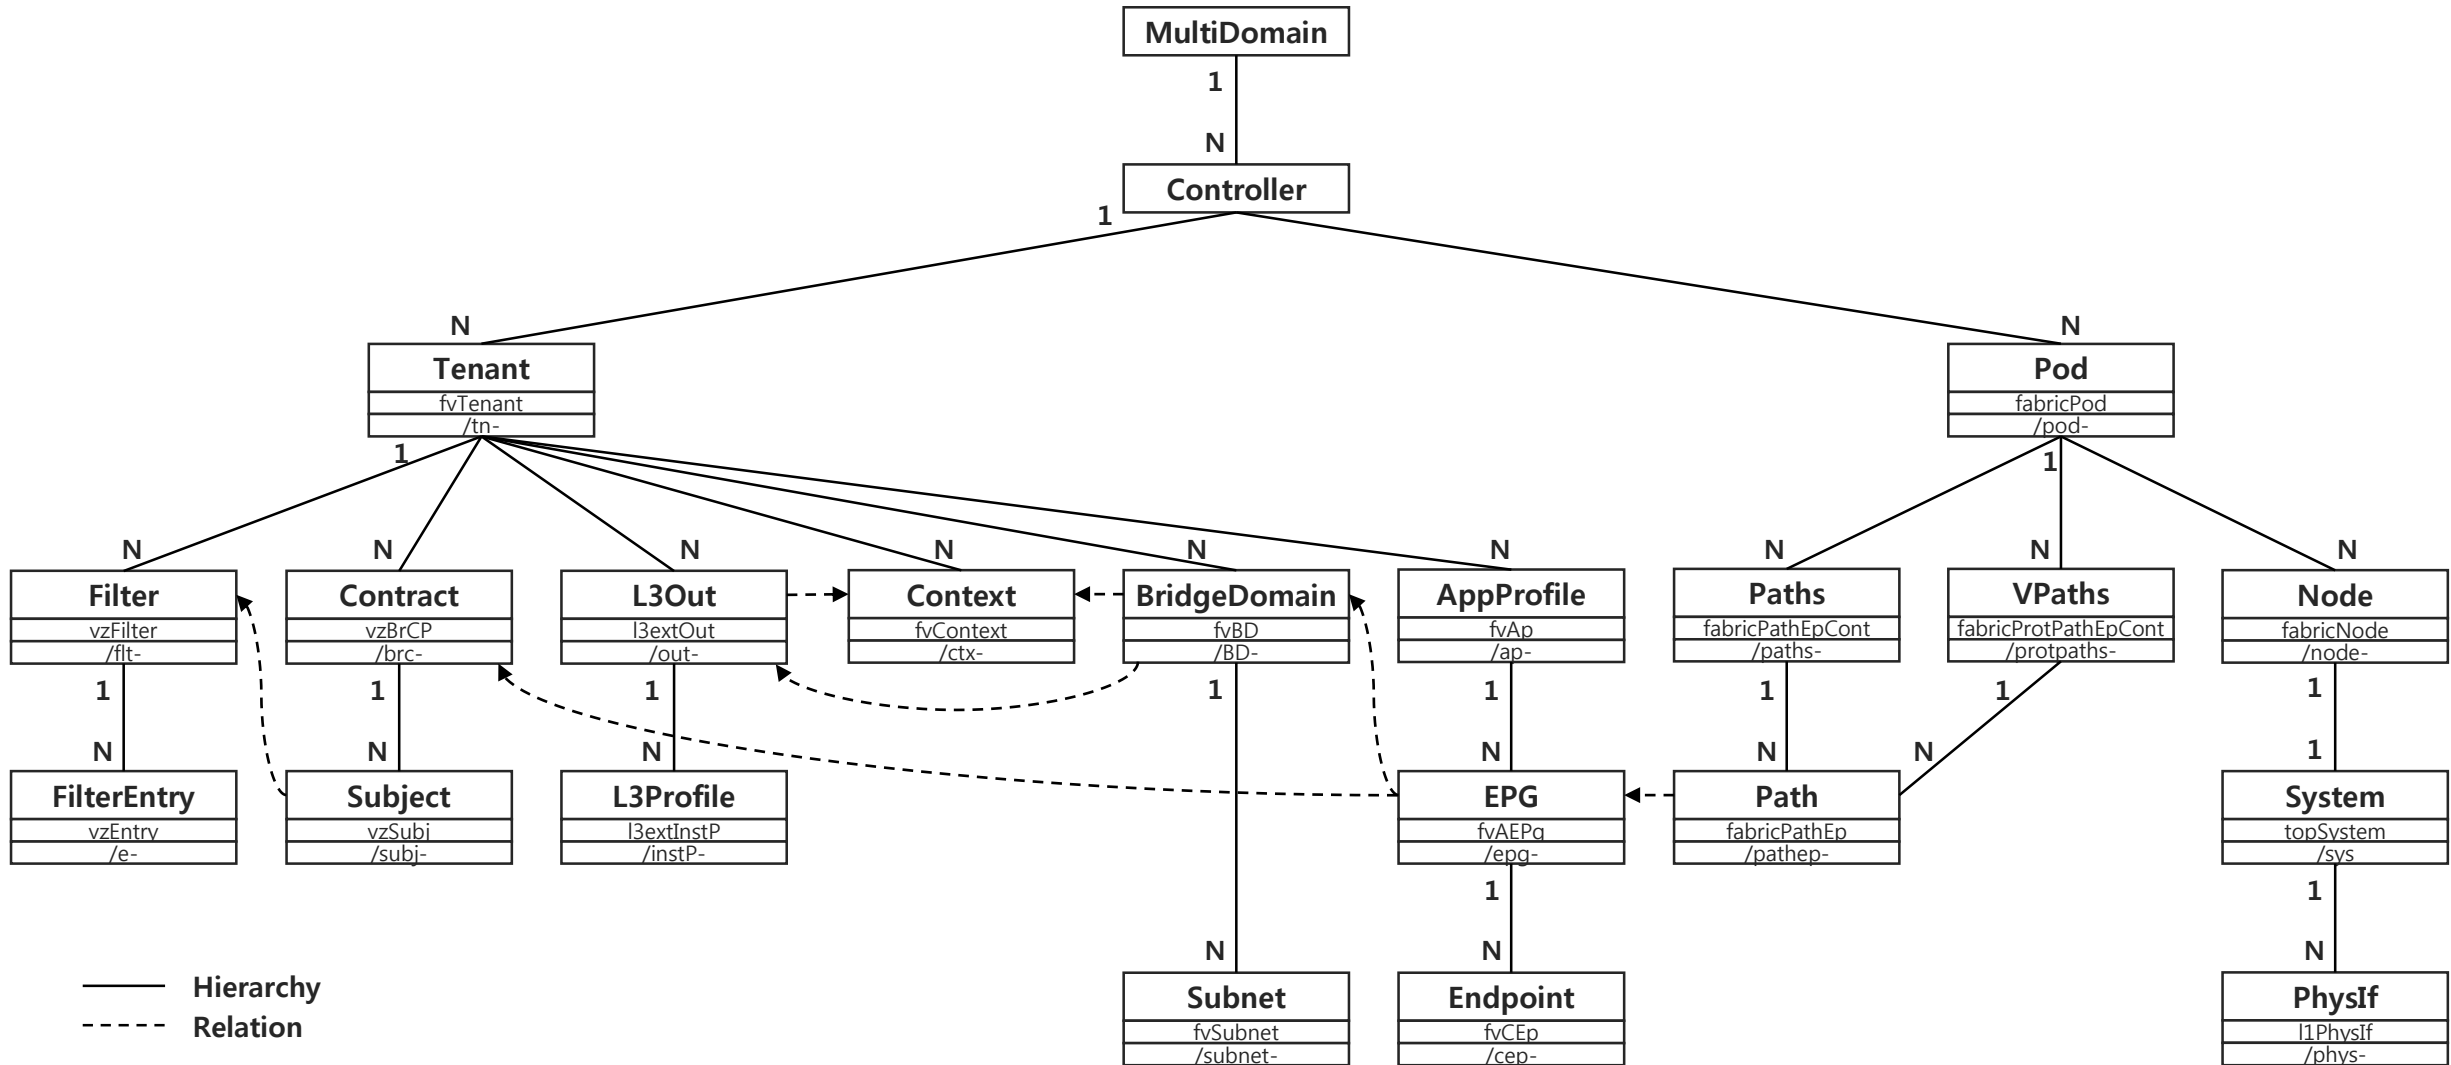 MultiDomain
1
N
Controller
1
N
N
Tenant
fvTenant
/tn-
Pod
fabricPod
/pod-
1
1
N
N
N
N
N
N
N
N
N
Filter
vzFilter
/flt-
Contract
vzBrCP
/brc-
L3Out
l3extOut
/out-
Context
fvContext
/ctx-
BridgeDomain
fvBD
/BD-
AppProfile
fvAp
/ap-
Paths
fabricPathEpCont
/paths-
VPaths
fabricProtPathEpCont
/protpaths-
Node
fabricNode
/node-
1
1
1
1
1
1
1
1
N
N
N
N
N
N
1
FilterEntry
vzEntry
/e-
Subject
vzSubj
/subj-
L3Profile
l3extInstP
/instP-
EPG
fvAEPg
/epg-
Path
fabricPathEp
/pathep-
System
topSystem
/sys
1
1
N
N
N
Subnet
fvSubnet
/subnet-
Endpoint
fvCEp
/cep-
PhysIf
l1PhysIf
/phys-
Hierarchy
Relation